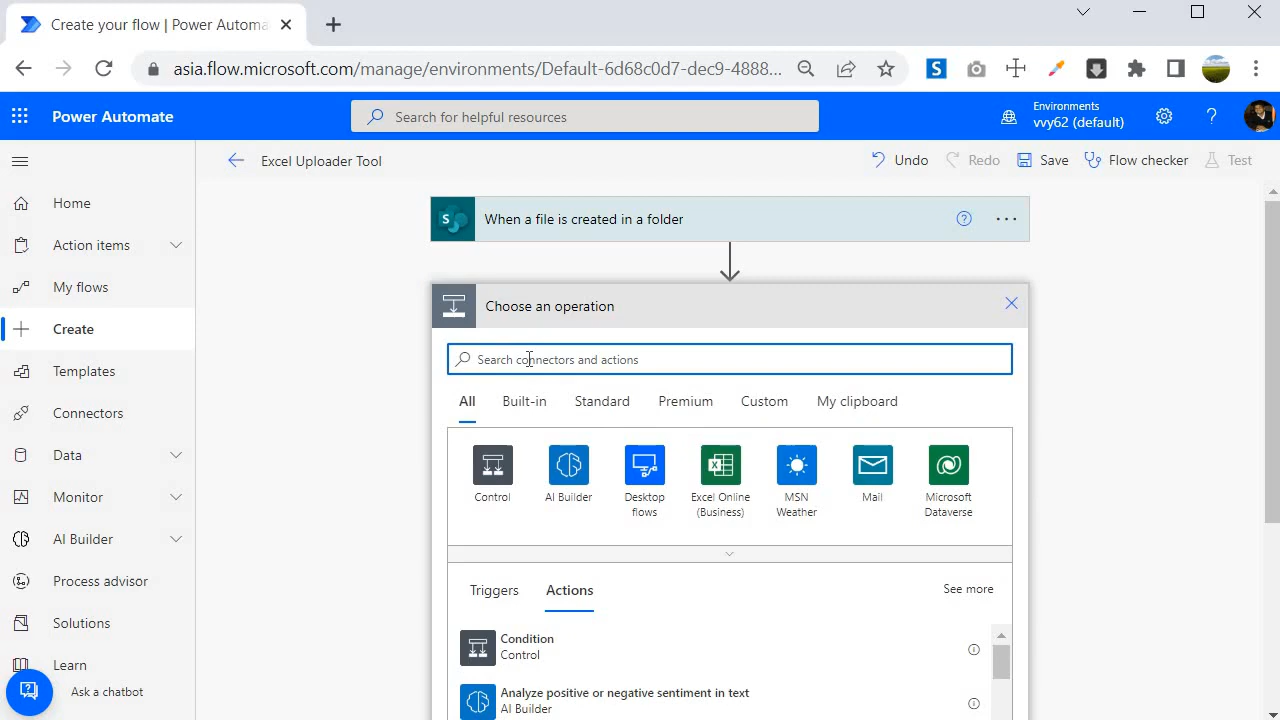 Create your flow | Power Automa
asia.flow.microsoft.com/manage/environments/Default-6d68c0d7-dec9-4888...
S
Power Automate
Search for helpful resources
Environments
vvy62 (default)
?
Excel Uploader Tool
Undo
Redo
Save
Flow checker
Test
Home
Action items
My flows
Create
Templates
Connectors
Data
Monitor
AI Builder
Process advisor
Solutions
Learn
Ask a chatbot
S
When a file is created in a folder
?
Choose an operation
Search connectors and actions
All
Built-in
Standard
Premium
Custom
My clipboard
Control
AI Builder
Desktop
flows
Excel Online
(Business)
MSN
Weather
Mail
Microsoft
Dataverse
Triggers
Actions
See more
Condition
Control
Analyze positive or negative sentiment in text
AI Builder